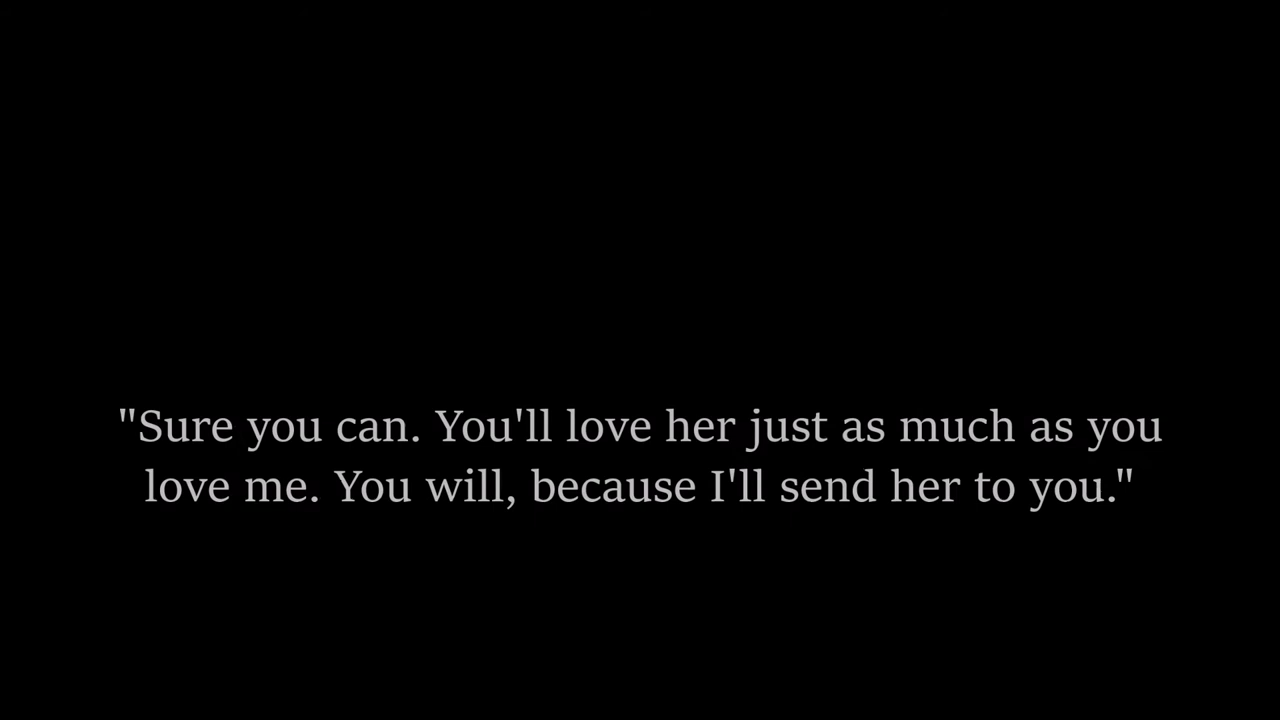 "Sure you can. You'll love her just as much as you
love me. You will, because I'll send her to you."